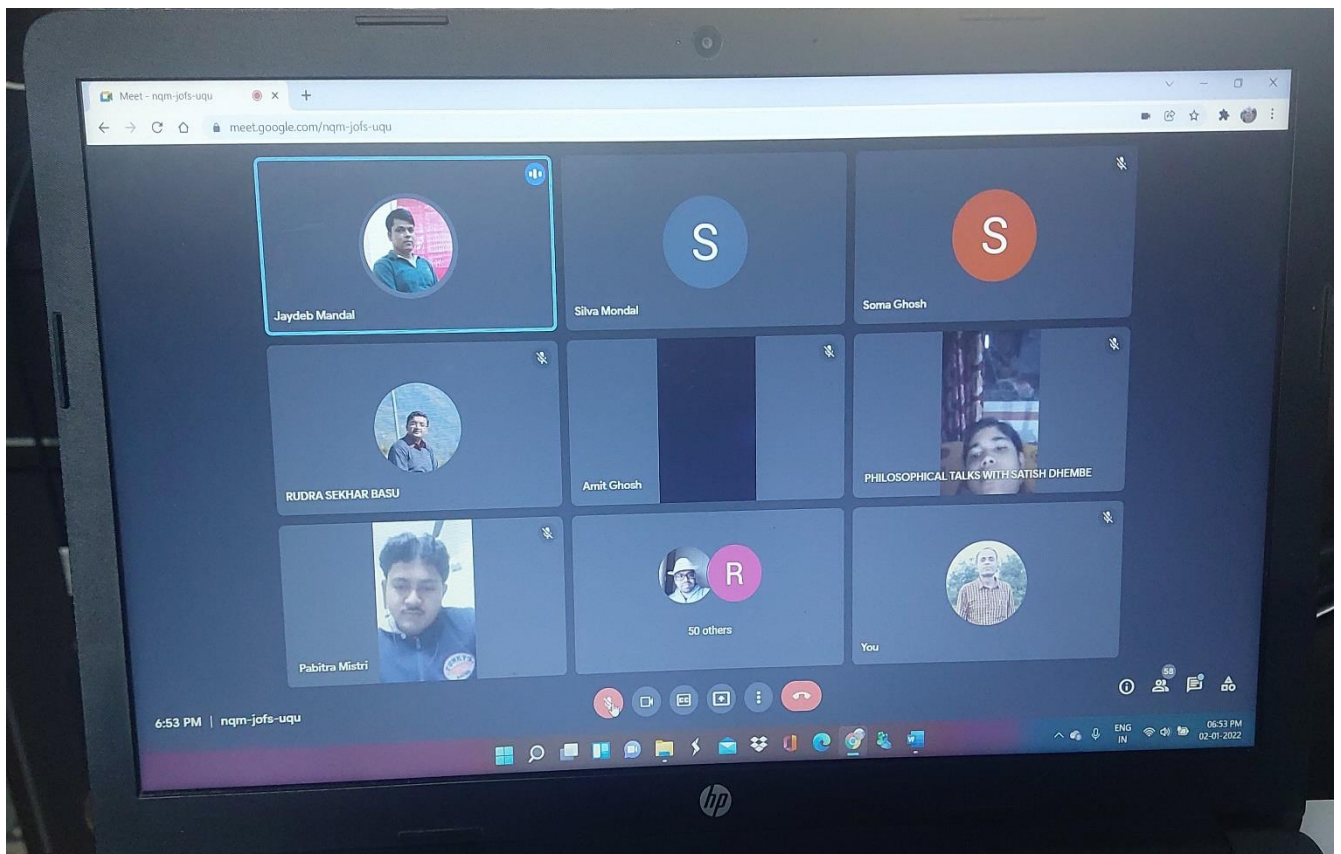 Meet - nqm-jofs-uqu
meet.google.com/nqm-jofs-uqu
Jaydeb Mandal
S
Silva Mondal
S
Soma Ghosh
RUDRA SEKHAR BASU
Amit Ghosh
PHILOSOPHICAL TALKS WITH SATISH DHEMBE
Pabitra Mistri
R
50 others
You
6:53 PM | nqm-jofs-uqu
CC
58
ENG
IN
06:53 PM
02-01-2022
hp